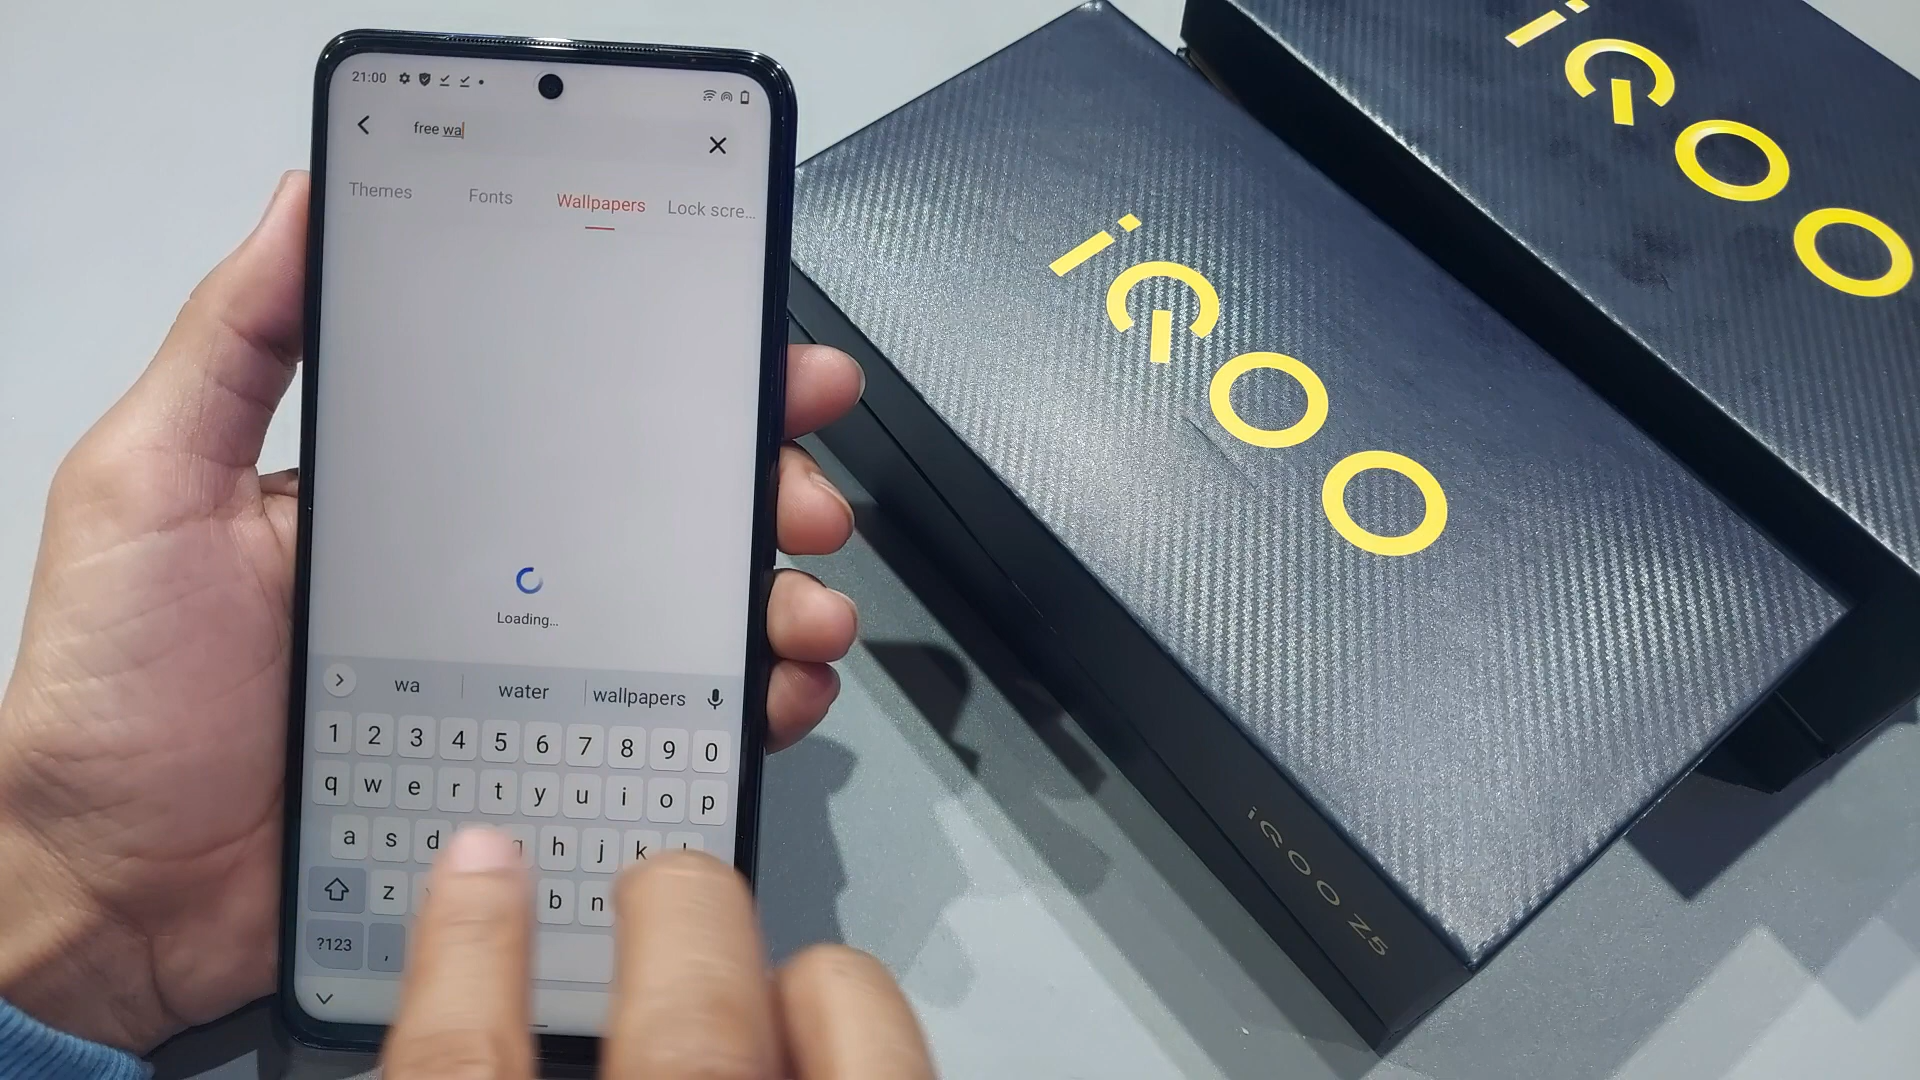 21:00
free wa
Themes Fonts Wallpapers Lock scre...
Loading...
wa water wallpapers
1 2 3 4 5 6 7 8 9 0
q w e r t y u i o p
a s d h j k
z b n
?123 ,
iQOO
iQOO
iQOO Z5